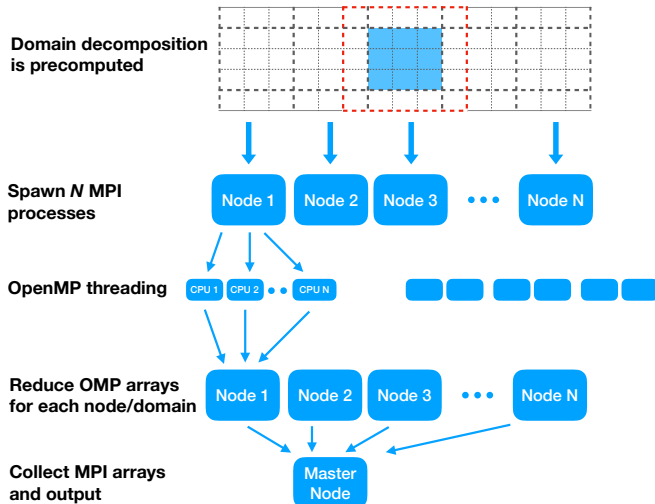 Domain decomposition
is precomputed
Spawn N MPI
processes
Node 1
Node 2
Node 3
Node N
OpenMP threading
CPU 1
CPU 2
CPU N
Reduce OMP arrays
for each node/domain
Node 1
Node 2
Node 3
Node N
Collect MPI arrays
and output
Master
Node